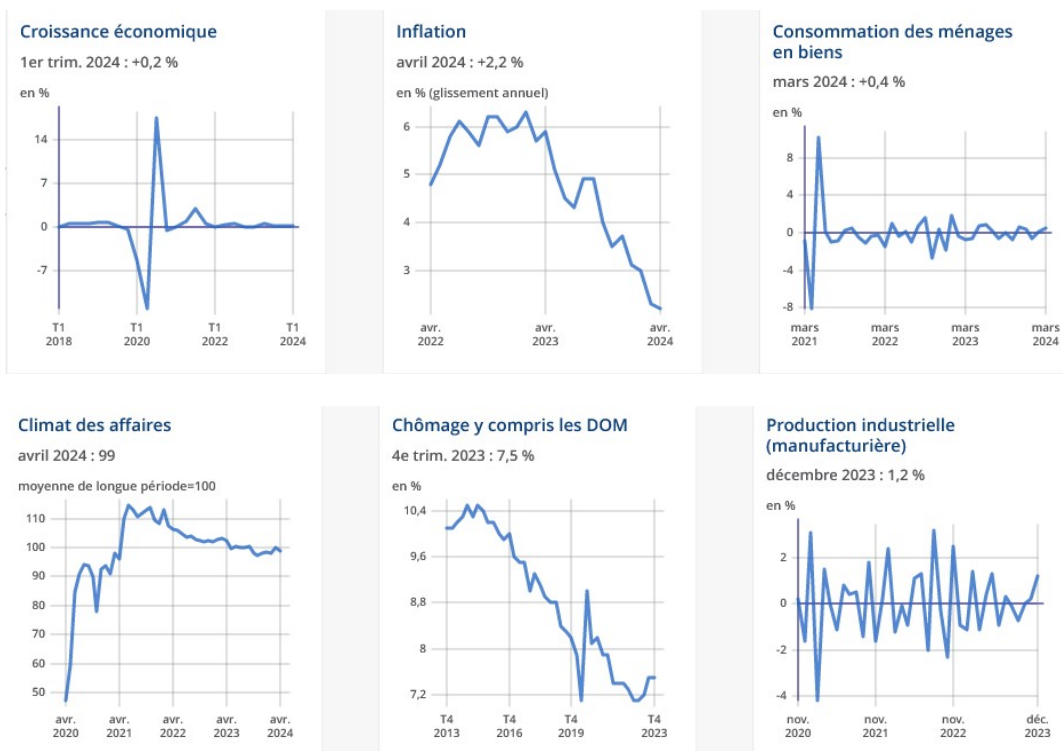 Croissance économique
1er trim. 2024 : +0,2 %
en %
14
7
0
-7
T1 2018
T1 2020
T1 2022
T1 2024
Inflation
avril 2024 : +2,2 %
en % (glissement annuel)
6
5
4
3
avr. 2022
avr. 2023
avr. 2024
Consommation des ménages
en biens
mars 2024 : +0,4 %
en %
8
4
0
-4
-8
mars 2021
mars 2022
mars 2023
mars 2024
Climat des affaires
avril 2024 : 99
moyenne de longue période=100
110
100
90
80
70
60
50
avr. 2020
avr. 2021
avr. 2022
avr. 2023
avr. 2024
Chômage y compris les DOM
4e trim. 2023 : 7,5 %
en %
10,4
9,6
8,8
8
7,2
T4 2013
T4 2016
T4 2019
T4 2023
Production industrielle
(manufacturière)
décembre 2023 : 1,2 %
en %
2
0
-2
-4
nov. 2020
nov. 2021
nov. 2022
déc. 2023